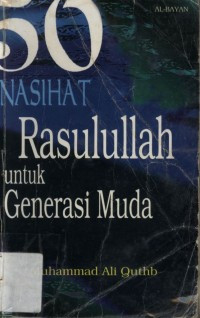 AL-BAYAN
50
NASIHAT
Rasulullah
untuk
Generasi Muda
Muhammad Ali Quthb